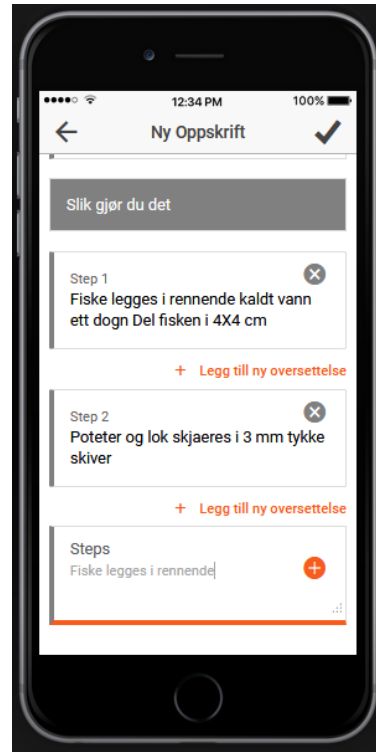 12:34 PM
100%
Ny Oppskrift
Slik gjør du det
Step 1
Fiske legges i rennende kaldt vann
ett dogn Del fisken i 4X4 cm
+ Legg till ny oversettelse
Step 2
Poteter og lok skjaeres i 3 mm tykke
skiver
+ Legg till ny oversettelse
Steps
Fiske legges i rennende